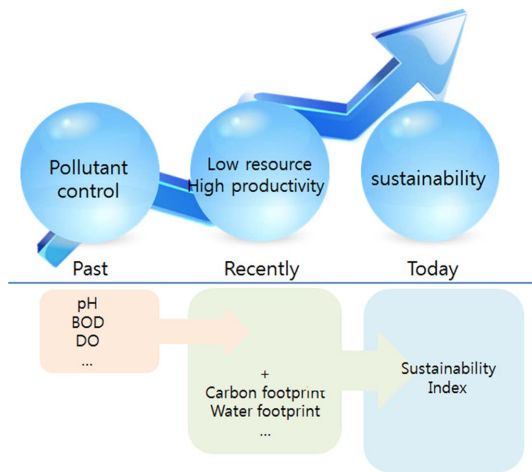 Pollutant
control
Low resource
High productivity
sustainability
Past
Recently
Today
pH
BOD
DO
...
+
Carbon footprint
Water footprint
...
Sustainability
Index